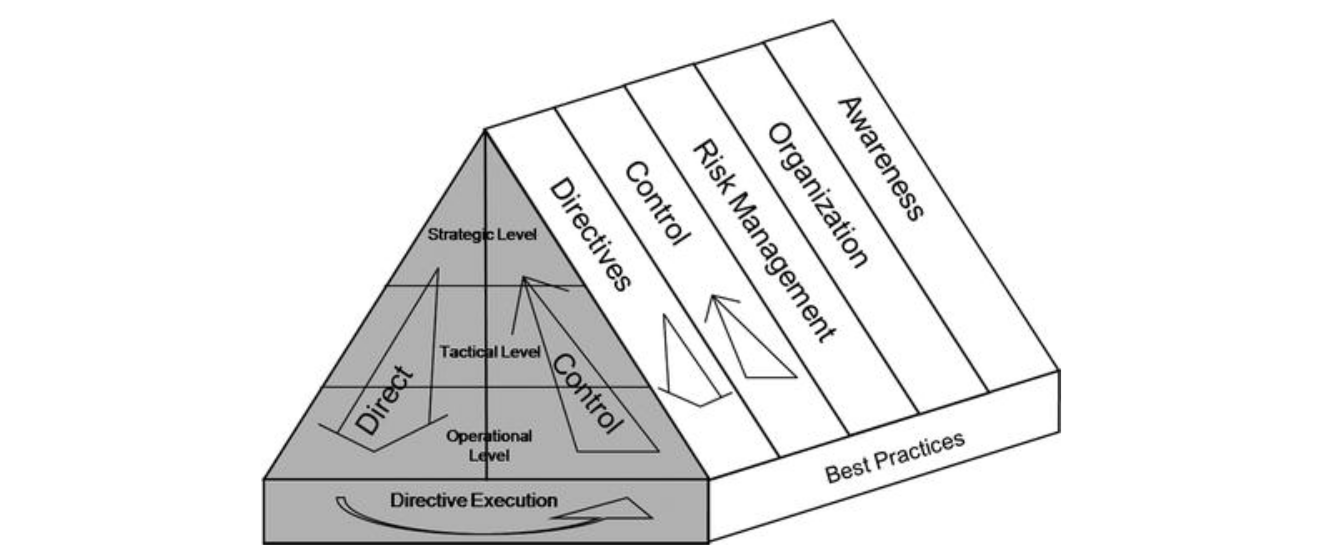 Strategic Level
Tactical Level
Operational
Level
Direct
Control
Directive Execution
Directives
Control
Risk Management
Organization
Awareness
Best Practices